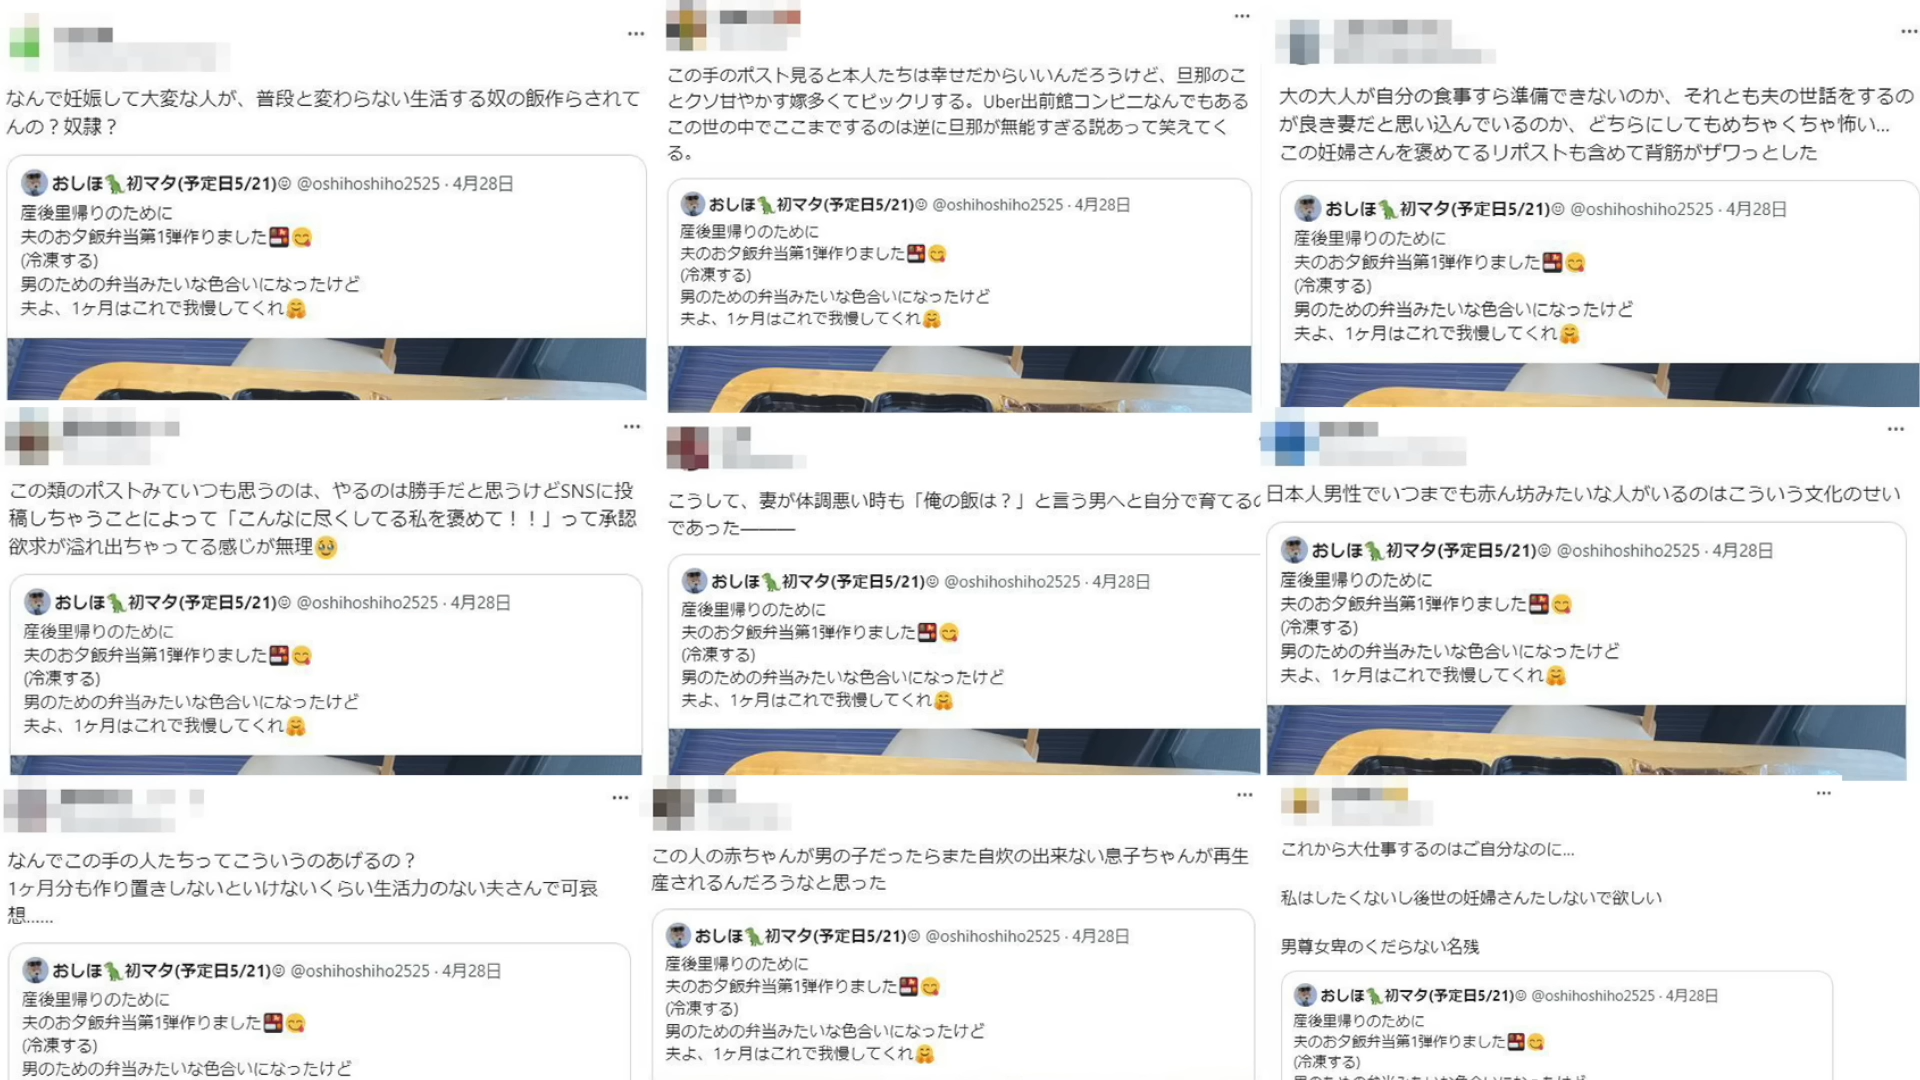 なんで妊娠して大変な人が、普段と変わらない生活する奴の飯作らされて
んの？奴隷？
おしほ🦖初マタ(予定日5/21)☺ @oshihoshiho2525 · 4月28日
産後里帰りのために
夫のお夕飯弁当第1弾作りました🍱😋
(冷凍する)
男のための弁当みたいな色合いになったけど
夫よ、1ヶ月はこれで我慢してくれ🤗
この手のポスト見ると本人たちは幸せだからいいんだろうけど、旦那のこ
とクソ甘やかす嫁多くてビックリする。Uber出前館コンビニなんでもある
この世の中でここまでするのは逆に旦那が無能すぎる説あって笑えてく
る。
おしほ🦖初マタ(予定日5/21)☺ @oshihoshiho2525 · 4月28日
産後里帰りのために
夫のお夕飯弁当第1弾作りました🍱😋
(冷凍する)
男のための弁当みたいな色合いになったけど
夫よ、1ヶ月はこれで我慢してくれ🤗
大の大人が自分の食事すら準備できないのか、それとも夫の世話をするの
が良き妻だと思い込んでいるのか、どちらにしてもめちゃくちゃ怖い...
この妊婦さんを褒めてるリポストも含めて背筋がザワっとした
おしほ🦖初マタ(予定日5/21)☺ @oshihoshiho2525 · 4月28日
産後里帰りのために
夫のお夕飯弁当第1弾作りました🍱😋
(冷凍する)
男のための弁当みたいな色合いになったけど
夫よ、1ヶ月はこれで我慢してくれ🤗
この類のポストみていつも思うのは、やるのは勝手だと思うけどSNSに投
稿しちゃうことによって「こんなに尽くしてる私を褒めて！！」って承認
欲求が溢れ出ちゃってる感じが無理🥹
おしほ🦖初マタ(予定日5/21)☺ @oshihoshiho2525 · 4月28日
産後里帰りのために
夫のお夕飯弁当第1弾作りました🍱😋
(冷凍する)
男のための弁当みたいな色合いになったけど
夫よ、1ヶ月はこれで我慢してくれ🤗
こうして、妻が体調悪い時も「俺の飯は？」と言う男へと自分で育てるの
であった———
おしほ🦖初マタ(予定日5/21)☺ @oshihoshiho2525 · 4月28日
産後里帰りのために
夫のお夕飯弁当第1弾作りました🍱😋
(冷凍する)
男のための弁当みたいな色合いになったけど
夫よ、1ヶ月はこれで我慢してくれ🤗
日本人男性でいつまでも赤ん坊みたいな人がいるのはこういう文化のせい
おしほ🦖初マタ(予定日5/21)☺ @oshihoshiho2525 · 4月28日
産後里帰りのために
夫のお夕飯弁当第1弾作りました🍱😋
(冷凍する)
男のための弁当みたいな色合いになったけど
夫よ、1ヶ月はこれで我慢してくれ🤗
なんでこの手の人たちってこういうのあげるの？
1ヶ月分も作り置きしないといけないくらい生活力のない夫さんで可哀
想......
おしほ🦖初マタ(予定日5/21)☺ @oshihoshiho2525 · 4月28日
産後里帰りのために
夫のお夕飯弁当第1弾作りました🍱😋
(冷凍する)
男のための弁当みたいな色合いになったけど
この人の赤ちゃんが男の子だったらまた自炊の出来ない息子ちゃんが再生
産されるんだろうなと思った
おしほ🦖初マタ(予定日5/21)☺ @oshihoshiho2525 · 4月28日
産後里帰りのために
夫のお夕飯弁当第1弾作りました🍱😋
(冷凍する)
男のための弁当みたいな色合いになったけど
夫よ、1ヶ月はこれで我慢してくれ🤗
これから大仕事するのはご自分なのに...
私はしたくないし後世の妊婦さんたしないで欲しい
男尊女卑のくだらない名残
おしほ🦖初マタ(予定日5/21)☺ @oshihoshiho2525 · 4月28日
産後里帰りのために
夫のお夕飯弁当第1弾作りました🍱😋
(冷凍する)